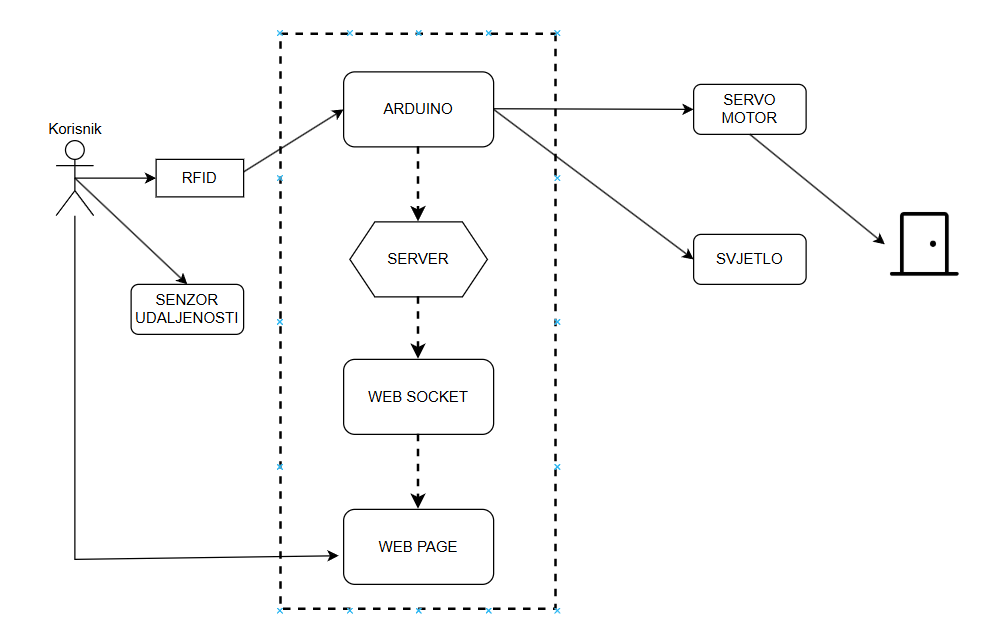 Korisnik
RFID
SENZOR
UDALJENOSTI
ARDUINO
SERVER
WEB SOCKET
WEB PAGE
SERVO
MOTOR
SVJETLO